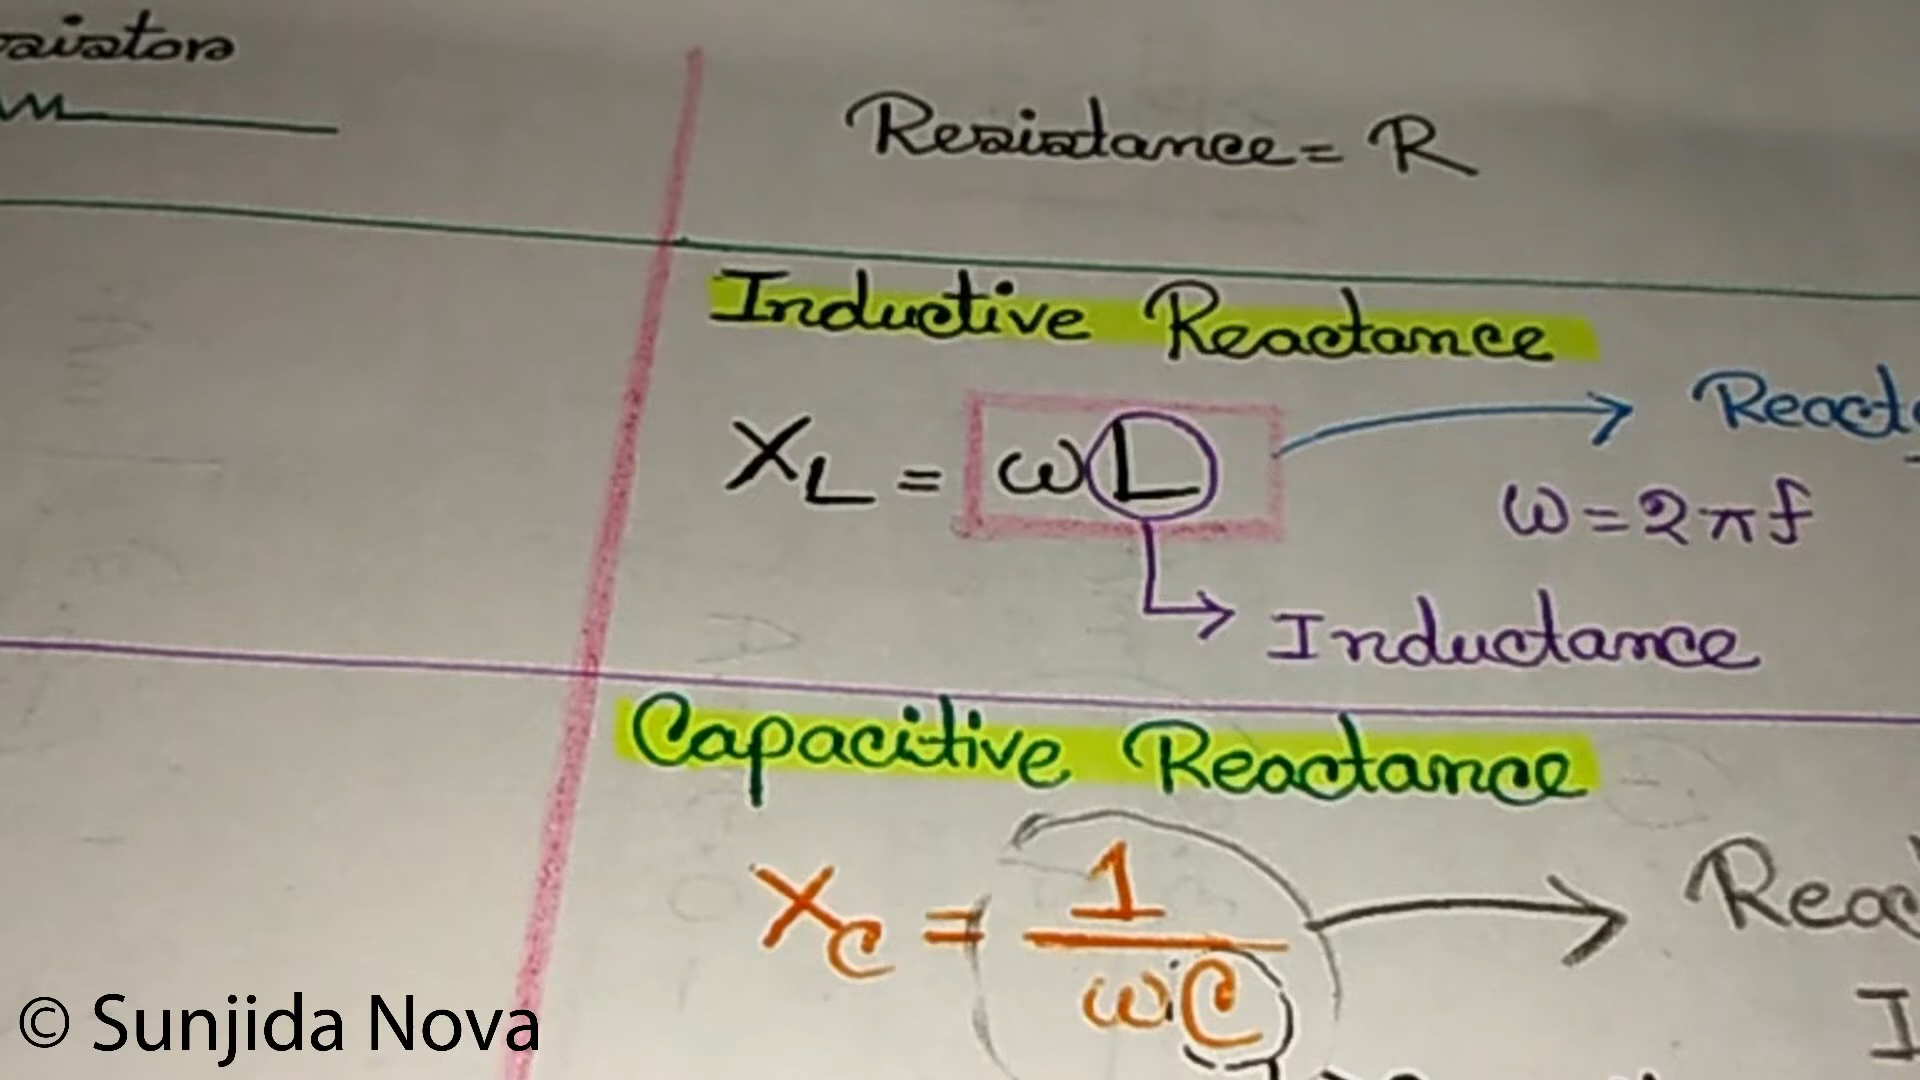 Resistance = R
Inductive Reactance
X_L = ωL
ω = 2πf
Inductance
Capacitive Reactance
X_C = 1/ωC
© Sunjida Nova